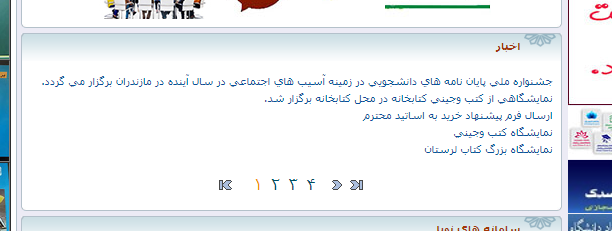 اخبار
جشنواره ملي پايان نامه هاي دانشجويي در زمينه آسيب هاي اجتماعي در سال آينده در مازندران برگزار مي گردد.
نمايشگاهي از كتب وجيني كتابخانه در محل كتابخانه برگزار شد.
ارسال فرم پيشنهاد خريد به اساتيد محترم
نمايشگاه كتب وجيني
نمايشگاه بزرگ كتاب لرستان
۱ ۲ ۳ ۴
سامانه هاي